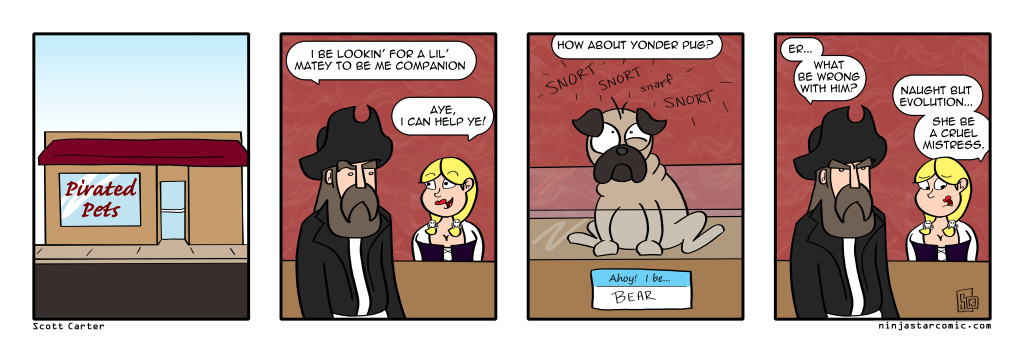 Pirated
Pets
I BE LOOKIN' FOR A LIL'
MATEY TO BE ME COMPANION
AYE,
I CAN HELP YE!
HOW ABOUT YONDER PUG?
SNORT
SNORT
snarf
SNORT
Ahoy! I be...
BEAR
ER...
WHAT
BE WRONG
WITH HIM?
NAUGHT BUT
EVOLUTION...
SHE BE
A CRUEL
MISTRESS.
Scott Carter
ninjastarcomic.com